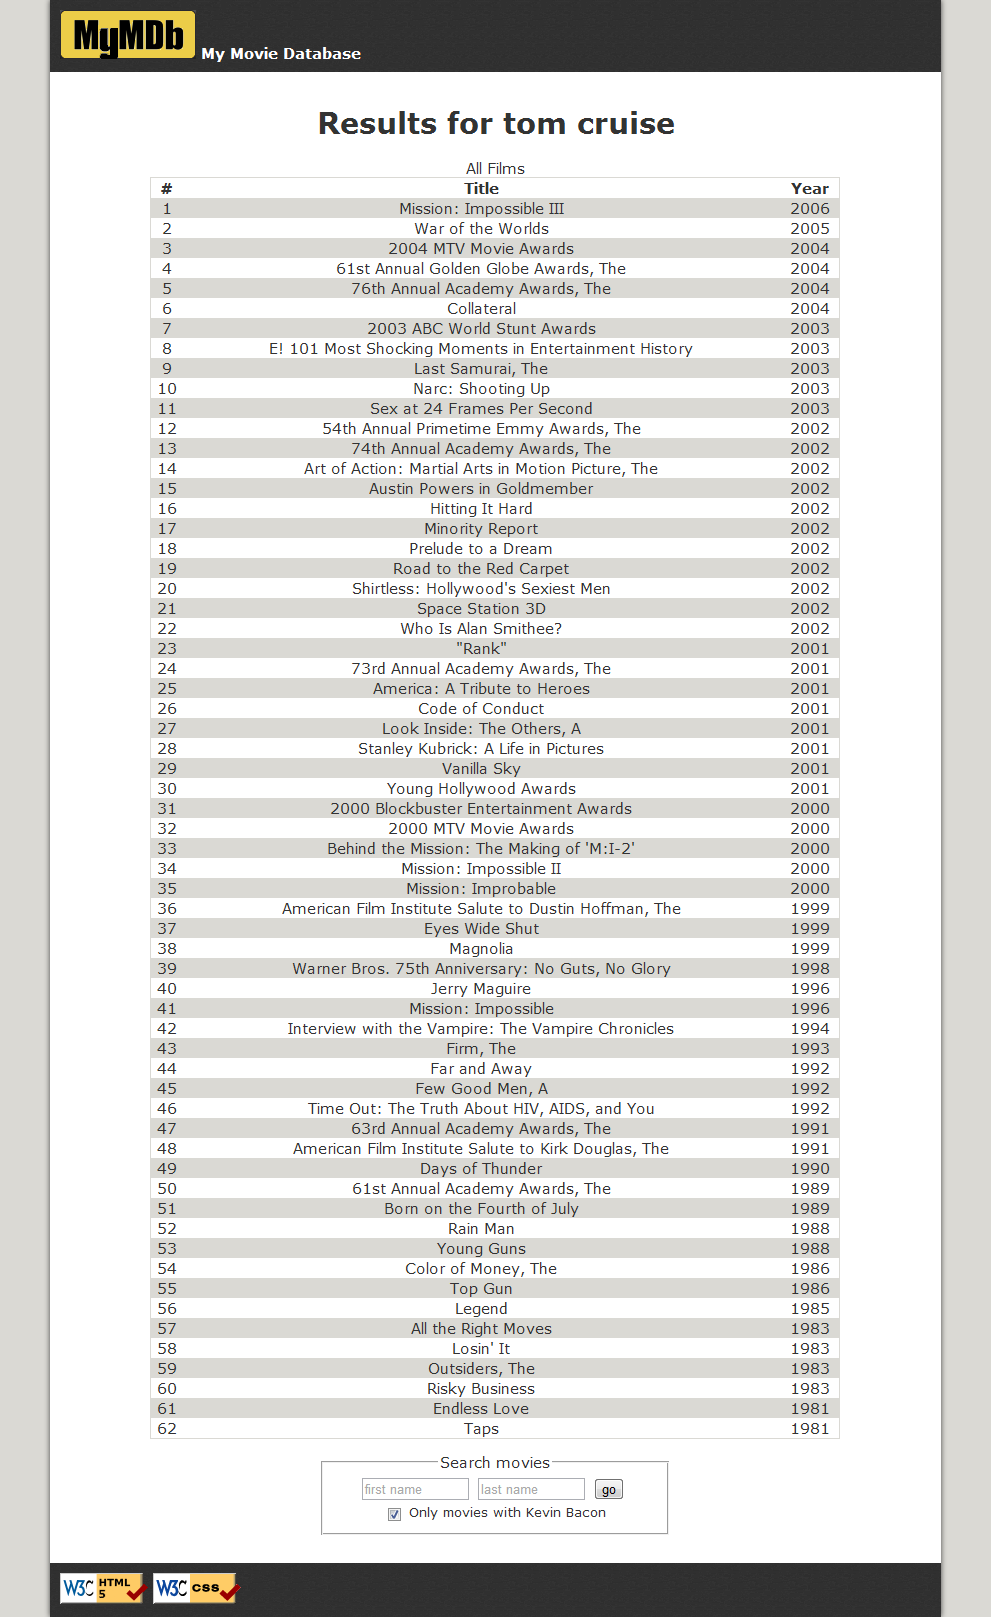 MyMDb My Movie Database
Results for tom cruise
All Films
# Title Year
1 Mission: Impossible III 2006
2 War of the Worlds 2005
3 2004 MTV Movie Awards 2004
4 61st Annual Golden Globe Awards, The 2004
5 76th Annual Academy Awards, The 2004
6 Collateral 2004
7 2003 ABC World Stunt Awards 2003
8 E! 101 Most Shocking Moments in Entertainment History 2003
9 Last Samurai, The 2003
10 Narc: Shooting Up 2003
11 Sex at 24 Frames Per Second 2003
12 54th Annual Primetime Emmy Awards, The 2002
13 74th Annual Academy Awards, The 2002
14 Art of Action: Martial Arts in Motion Picture, The 2002
15 Austin Powers in Goldmember 2002
16 Hitting It Hard 2002
17 Minority Report 2002
18 Prelude to a Dream 2002
19 Road to the Red Carpet 2002
20 Shirtless: Hollywood's Sexiest Men 2002
21 Space Station 3D 2002
22 Who Is Alan Smithee? 2002
23 "Rank" 2001
24 73rd Annual Academy Awards, The 2001
25 America: A Tribute to Heroes 2001
26 Code of Conduct 2001
27 Look Inside: The Others, A 2001
28 Stanley Kubrick: A Life in Pictures 2001
29 Vanilla Sky 2001
30 Young Hollywood Awards 2001
31 2000 Blockbuster Entertainment Awards 2000
32 2000 MTV Movie Awards 2000
33 Behind the Mission: The Making of 'M:I-2' 2000
34 Mission: Impossible II 2000
35 Mission: Improbable 2000
36 American Film Institute Salute to Dustin Hoffman, The 1999
37 Eyes Wide Shut 1999
38 Magnolia 1999
39 Warner Bros. 75th Anniversary: No Guts, No Glory 1998
40 Jerry Maguire 1996
41 Mission: Impossible 1996
42 Interview with the Vampire: The Vampire Chronicles 1994
43 Firm, The 1993
44 Far and Away 1992
45 Few Good Men, A 1992
46 Time Out: The Truth About HIV, AIDS, and You 1992
47 63rd Annual Academy Awards, The 1991
48 American Film Institute Salute to Kirk Douglas, The 1991
49 Days of Thunder 1990
50 61st Annual Academy Awards, The 1989
51 Born on the Fourth of July 1989
52 Rain Man 1988
53 Young Guns 1988
54 Color of Money, The 1986
55 Top Gun 1986
56 Legend 1985
57 All the Right Moves 1983
58 Losin' It 1983
59 Outsiders, The 1983
60 Risky Business 1983
61 Endless Love 1981
62 Taps 1981
Search movies
first name last name go
Only movies with Kevin Bacon
W3C HTML 5 W3C css